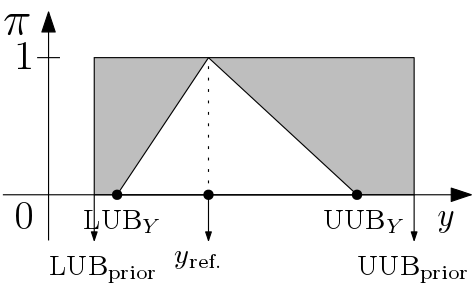 π
1
0
LUB_Y
UUB_Y
y
LUB_prior
y_ref.
UUB_prior